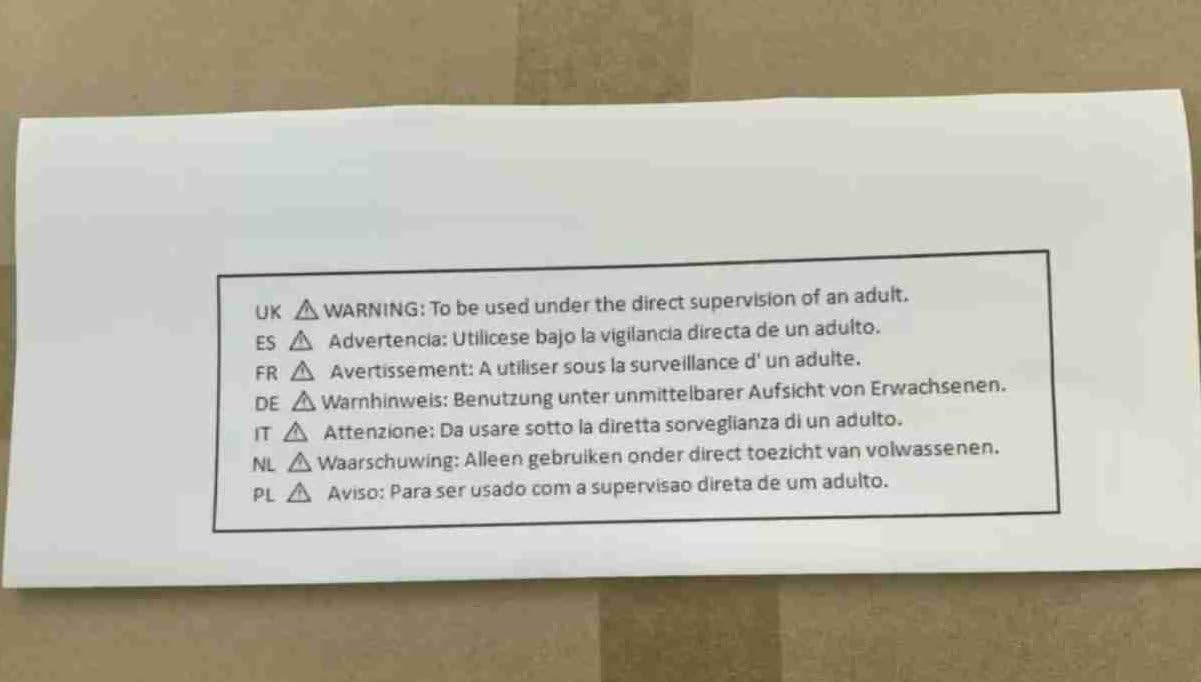 UK ⚠ WARNING: To be used under the direct supervision of an adult.
ES ⚠ Advertencia: Utilicese bajo la vigilancia directa de un adulto.
FR ⚠ Avertissement: A utiliser sous la surveillance d' un adulte.
DE ⚠ Warnhinweis: Benutzung unter unmittelbarer Aufsicht von Erwachsenen.
IT ⚠ Attenzione: Da usare sotto la diretta sorveglianza di un adulto.
NL ⚠ Waarschuwing: Alleen gebruiken onder direct toezicht van volwassenen.
PL ⚠ Aviso: Para ser usado com a supervisao direta de um adulto.